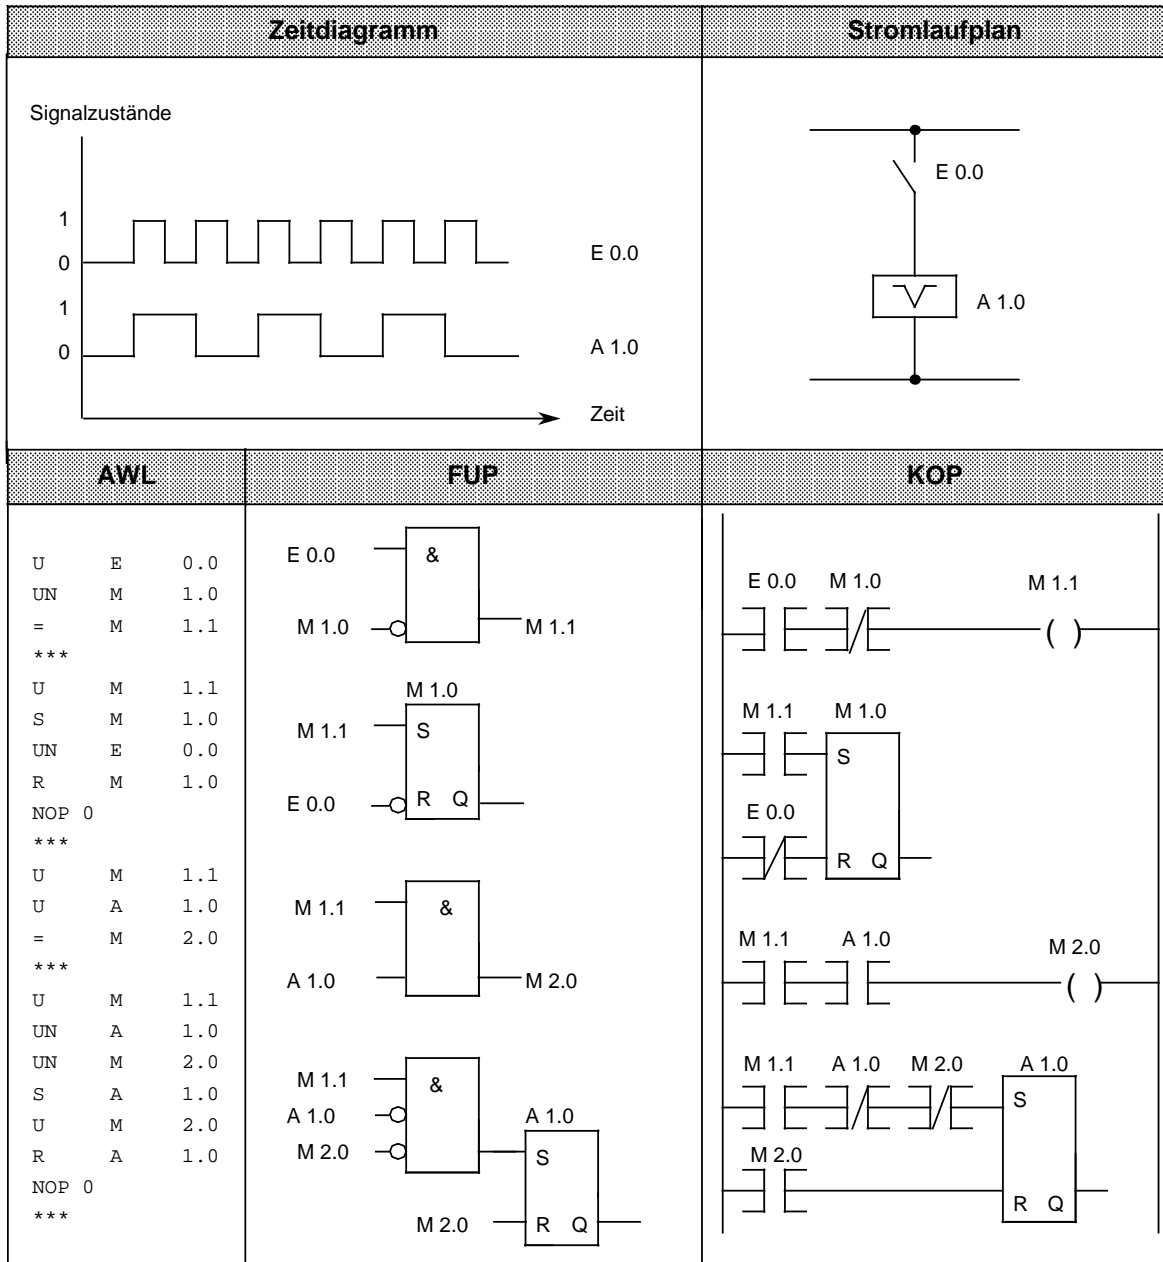 Zeitdiagramm
Stromlaufplan
Signalzustände
1
0
E 0.0
1
0
A 1.0
Zeit
E 0.0
A 1.0
AWL
FUP
KOP
U E 0.0
UN M 1.0
= M 1.1
***
U M 1.1
S M 1.0
UN E 0.0
R M 1.0
NOP 0
***
U M 1.1
U A 1.0
= M 2.0
***
U M 1.1
UN A 1.0
UN M 2.0
S A 1.0
U M 2.0
R A 1.0
NOP 0
***
E 0.0 &
M 1.0 M 1.1
M 1.0
M 1.1 S
E 0.0 R Q
M 1.1 &
A 1.0 M 2.0
M 1.1 &
A 1.0 A 1.0
M 2.0 S
M 2.0 R Q
E 0.0 M 1.0 M 1.1
( )
M 1.1 M 1.0
S
E 0.0
R Q
M 1.1 A 1.0 M 2.0
( )
M 1.1 A 1.0 M 2.0 A 1.0
S
M 2.0
R Q